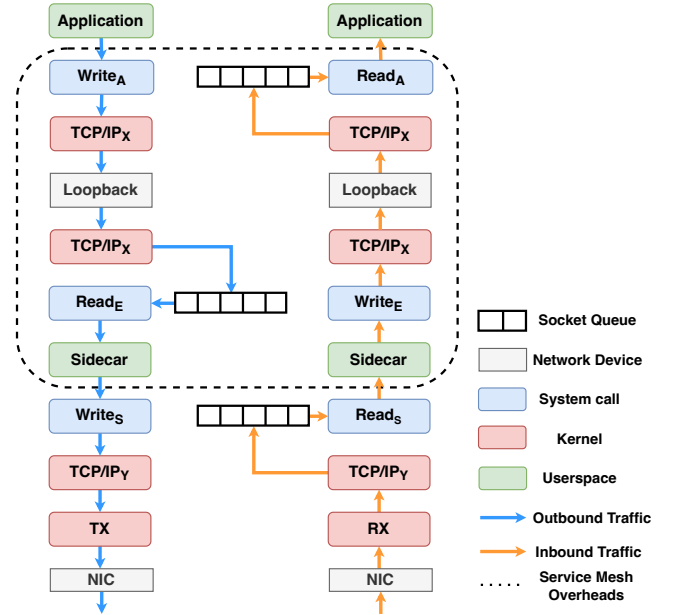 Application
Write_A
TCP/IP_X
Loopback
TCP/IP_X
Read_E
Sidecar
Write_S
TCP/IP_Y
TX
NIC
Application
Read_A
TCP/IP_X
Loopback
TCP/IP_X
Write_E
Sidecar
Read_S
TCP/IP_Y
RX
NIC
Socket Queue
Network Device
System call
Kernel
Userspace
Outbound Traffic
Inbound Traffic
Service Mesh
Overheads